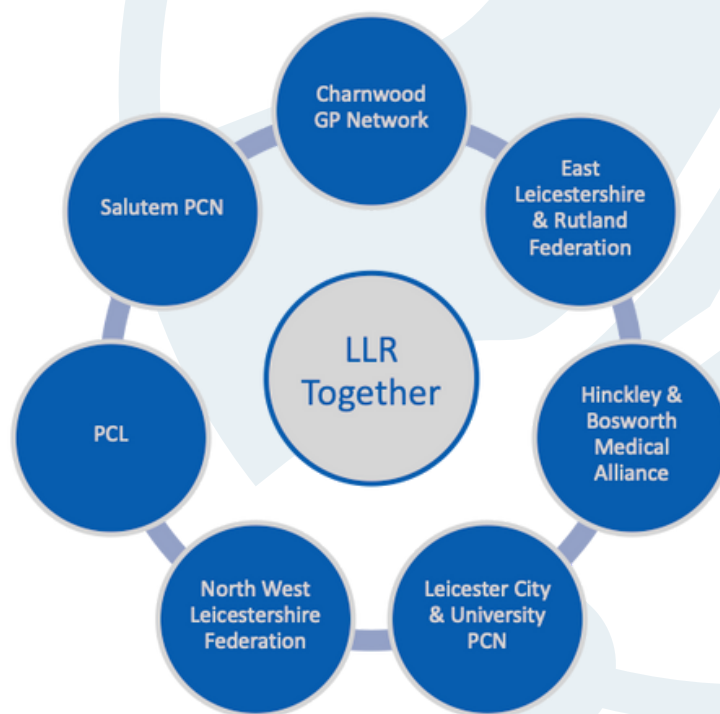 Charnwood
GP Network
East
Leicestershire
& Rutland
Federation
Hinckley &
Bosworth
Medical
Alliance
Leicester City
& University
PCN
North West
Leicestershire
Federation
PCL
Salutem PCN
LLR
Together